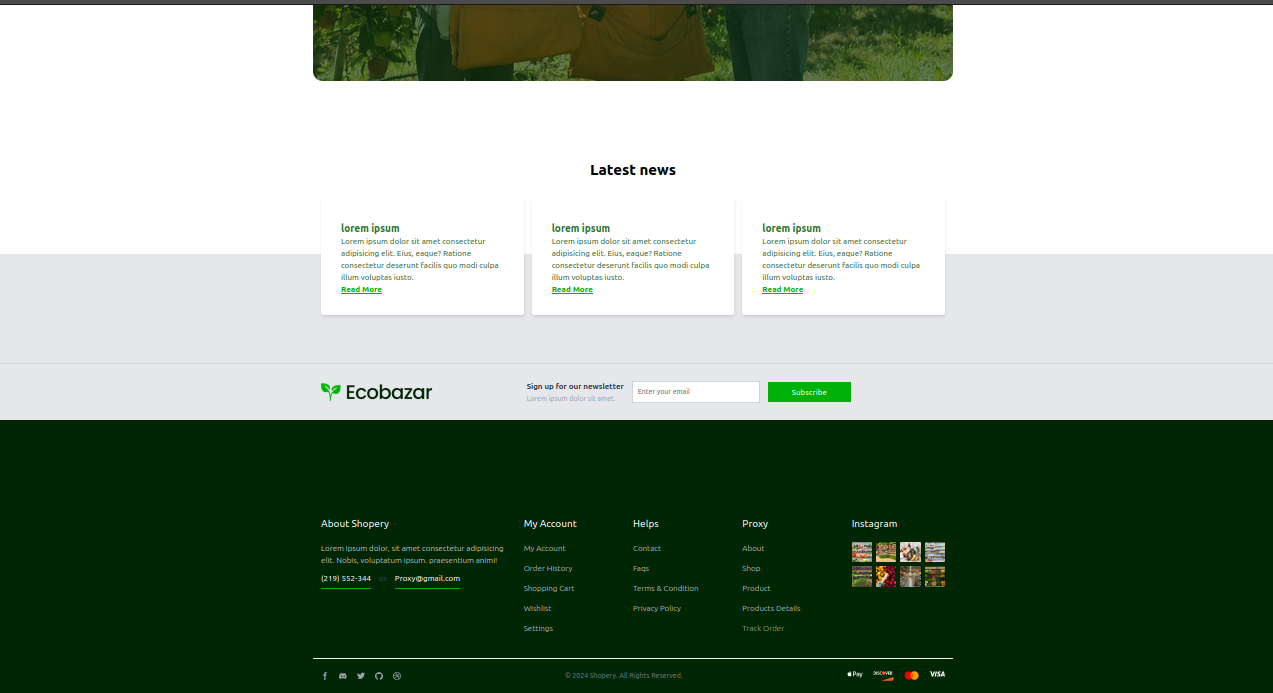 Latest news
lorem ipsum
Lorem ipsum dolor sit amet consectetur
adipisicing elit. Eius, eaque? Ratione
consectetur deserunt facilis quo modi culpa
illum voluptas iusto.
Read More
lorem ipsum
Lorem ipsum dolor sit amet consectetur
adipisicing elit. Eius, eaque? Ratione
consectetur deserunt facilis quo modi culpa
illum voluptas iusto.
Read More
lorem ipsum
Lorem ipsum dolor sit amet consectetur
adipisicing elit. Eius, eaque? Ratione
consectetur deserunt facilis quo modi culpa
illum voluptas iusto.
Read More
Ecobazar
Sign up for our newsletter
Lorem ipsum dolor sit amet.
Enter your email
Subscribe
About Shopery
Lorem ipsum dolor, sit amet consectetur adipisicing
elit. Nobis, voluptatum ipsum. praesentium animi!
(219) 552-344 or Proxy@gmail.com
My Account
My Account
Order History
Shopping Cart
Wishlist
Settings
Helps
Contact
Faqs
Terms & Condition
Privacy Policy
Proxy
About
Shop
Product
Products Details
Track Order
Instagram
© 2024 Shopery. All Rights Reserved.
Pay
DISCOVER
VISA